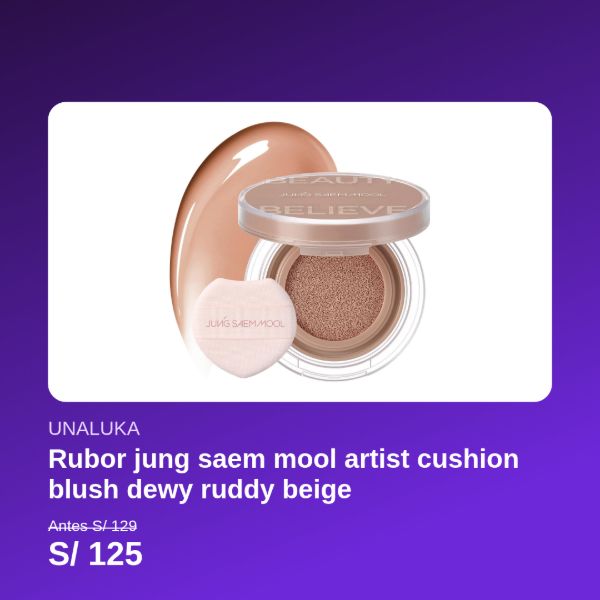 BEAUTY
JUNG SAEM MOOL
BELIEVE
JUNG SAEM MOOL
UNALUKA
Rubor jung saem mool artist cushion
blush dewy ruddy beige
Antes S/ 129
S/ 125